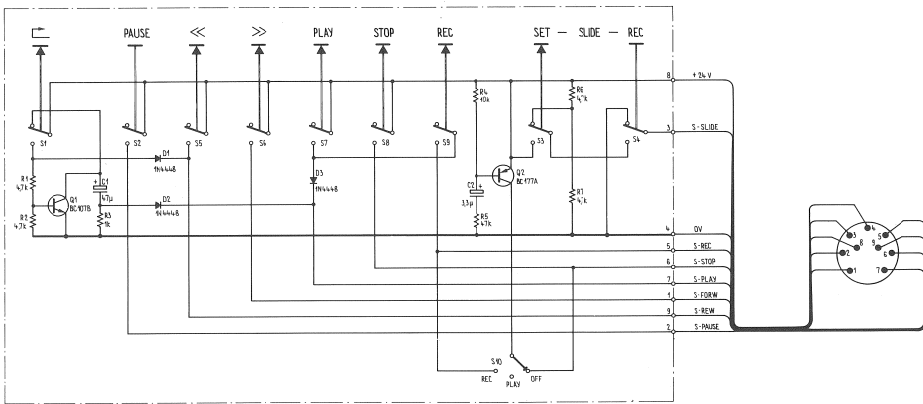 PAUSE << >> PLAY STOP REC SET — SLIDE — REC
8 +24V
R4 10k
R6 4,7k
3 S-SLIDE
S1 S2 S5 S6 S7 S8 S9 S3 S4
D1 1N4448
R1 4,7k
C1 47µ
D3 1N4448
Q2 BC177A
Q1 BC107B
D2 1N4448
C2 3,3µ
R7 4,7k
R2 4,7k
R3 1k
R5 47k
4 0V
5 S-REC
6 S-STOP
7 S-PLAY
1 S-FORW
9 S-REW
2 S-PAUSE
S10
REC PLAY OFF
4
3 5
8 9
2 6
1 7